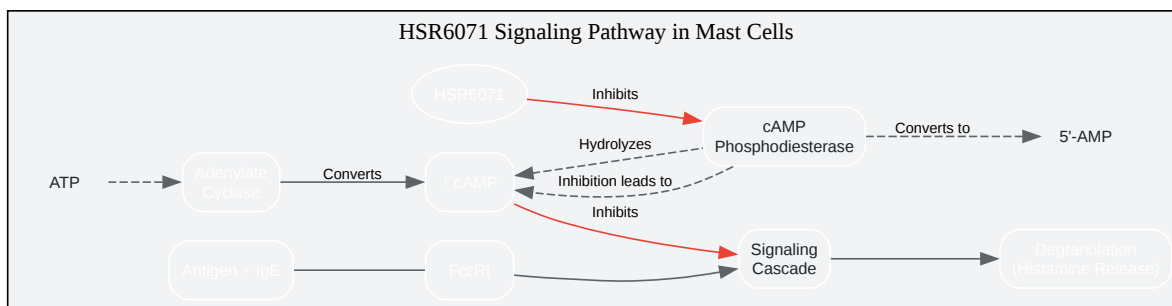 HSR6071 Signaling Pathway in Mast Cells
HSR6071
Inhibits
cAMP
Phosphodiesterase
Converts to
5'-AMP
Hydrolyzes
ATP
Adenylate
Cyclase
Converts
↑ cAMP
Inhibition leads to
Inhibits
Antigen + IgE
FcεRI
Signaling
Cascade
Degranulation
(Histamine Release)